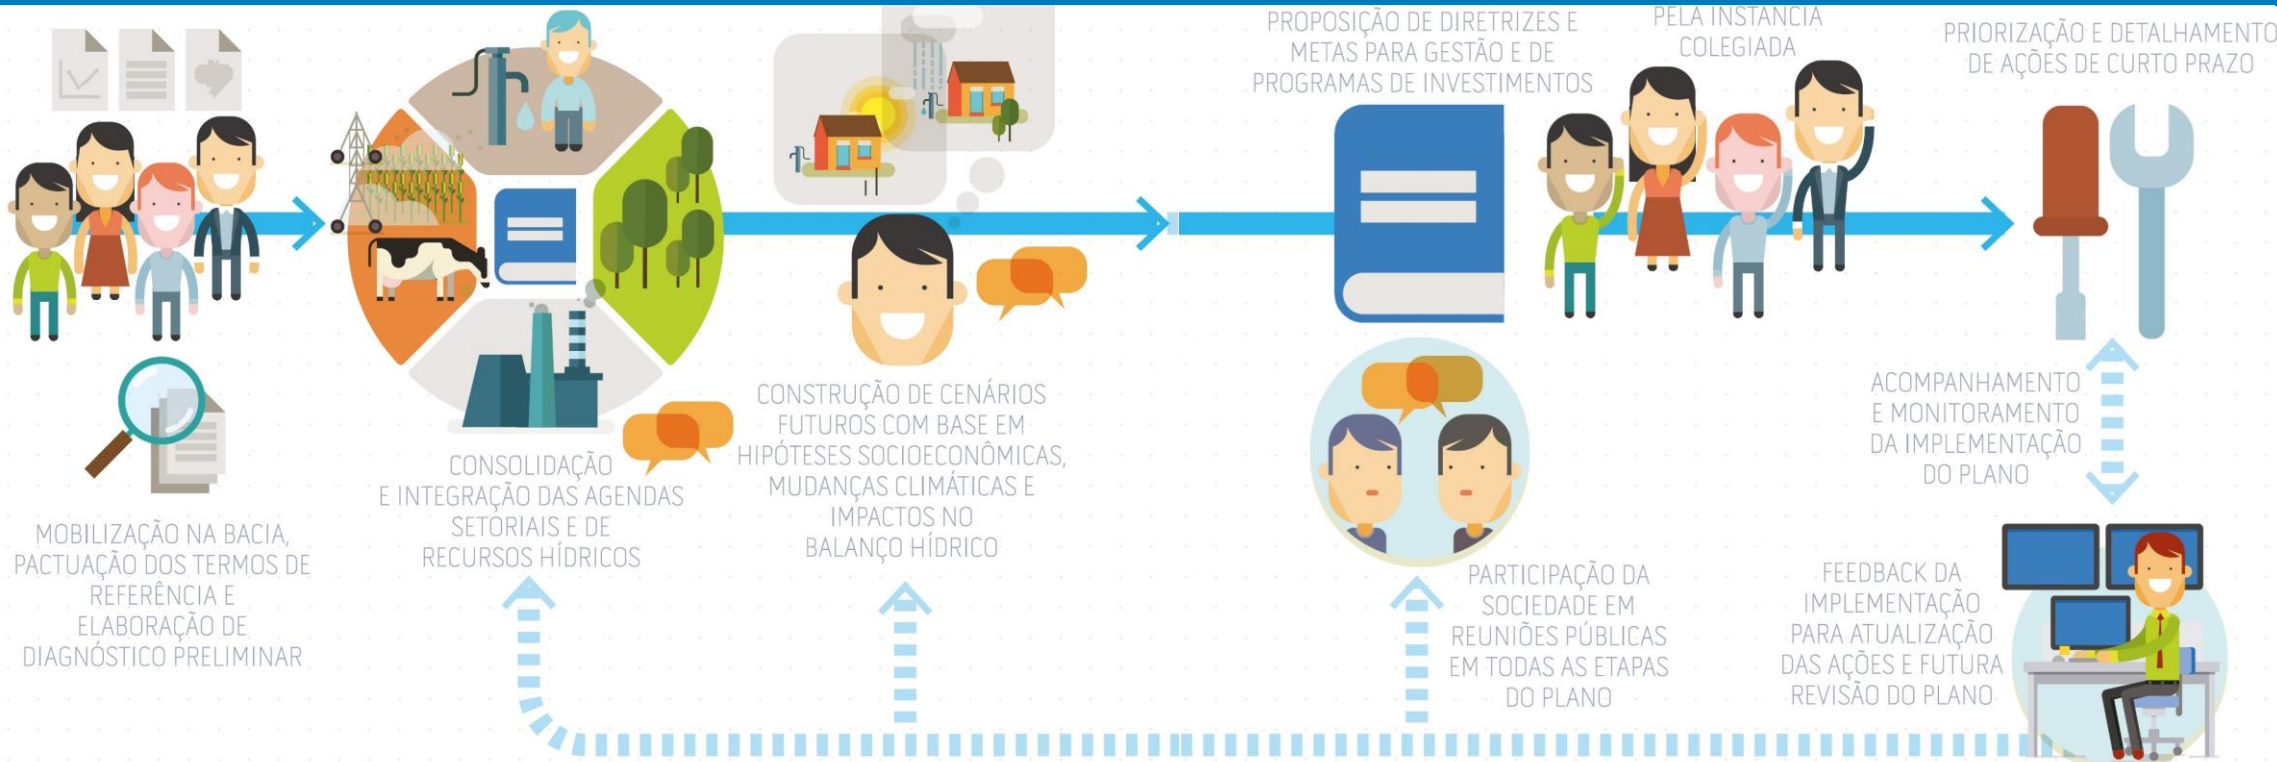 MOBILIZAÇÃO NA BACIA,
PACTUAÇÃO DOS TERMOS DE
REFERÊNCIA E
ELABORAÇÃO DE
DIAGNÓSTICO PRELIMINAR
CONSOLIDAÇÃO
E INTEGRAÇÃO DAS AGENDAS
SETORIAIS E DE
RECURSOS HÍDRICOS
CONSTRUÇÃO DE CENÁRIOS
FUTUROS COM BASE EM
HIPÓTESES SOCIOECONÔMICAS,
MUDANÇAS CLIMÁTICAS E
IMPACTOS NO
BALANÇO HÍDRICO
PROPOSIÇÃO DE DIRETRIZES E
METAS PARA GESTÃO E DE
PROGRAMAS DE INVESTIMENTOS
PELA INSTÂNCIA
COLEGIADA
PRIORIZAÇÃO E DETALHAMENTO
DE AÇÕES DE CURTO PRAZO
PARTICIPAÇÃO DA
SOCIEDADE EM
REUNIÕES PÚBLICAS
EM TODAS AS ETAPAS
DO PLANO
ACOMPANHAMENTO
E MONITORAMENTO
DA IMPLEMENTAÇÃO
DO PLANO
FEEDBACK DA
IMPLEMENTAÇÃO
PARA ATUALIZAÇÃO
DAS AÇÕES E FUTURA
REVISÃO DO PLANO